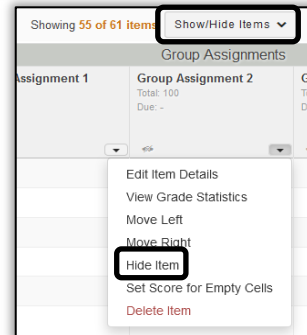 Showing 55 of 61 items Show/Hide Items
Group Assignments
Assignment 1 Group Assignment 2
Total: 100
Due: -
Edit Item Details
View Grade Statistics
Move Left
Move Right
Hide Item
Set Score for Empty Cells
Delete Item